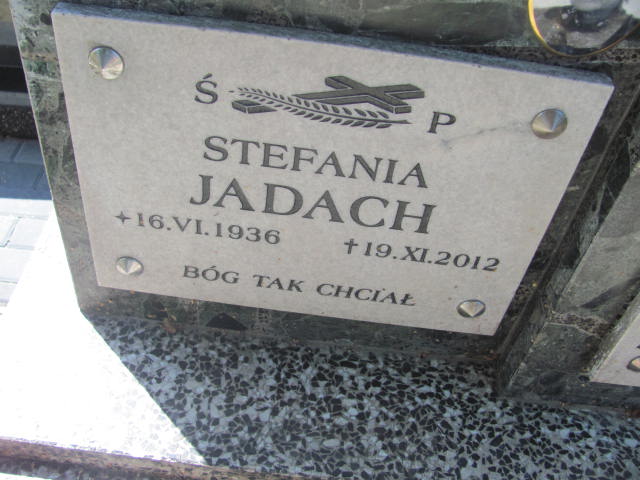 Ś P
STEFANIA
JADACH
16.VI.1936 †19.XI.2012
BÓG TAK CHCIAŁ